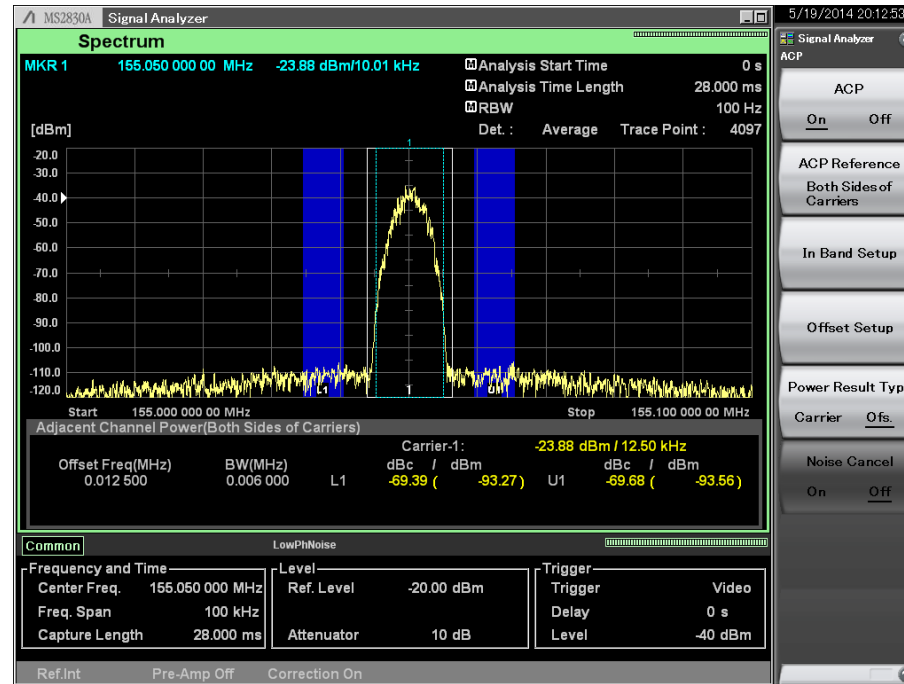 MS2830A Signal Analyzer
5/19/2014 20:12:53
Spectrum
MKR 1 155.050 000 00 MHz -23.88 dBm/10.01 kHz
M Analysis Start Time 0 s
M Analysis Time Length 28.000 ms
M RBW 100 Hz
Det. : Average Trace Point : 4097
[dBm]
1
-20.0
-30.0
-40.0
-50.0
-60.0
-70.0
-80.0
-90.0
-100.0
-110.0
-120.0
L1
1
U1
Start 155.000 000 00 MHz
Stop 155.100 000 00 MHz
Adjacent Channel Power(Both Sides of Carriers)
Carrier-1: -23.88 dBm / 12.50 kHz
Offset Freq(MHz) BW(MHz) dBc / dBm dBc / dBm
0.012 500 0.006 000 L1 -69.39 ( -93.27 ) U1 -69.68 ( -93.56 )
Common LowPhNoise
Frequency and Time
Center Freq. 155.050 000 MHz
Freq. Span 100 kHz
Capture Length 28.000 ms
Level
Ref. Level -20.00 dBm
Attenuator 10 dB
Trigger
Trigger Video
Delay 0 s
Level -40 dBm
Ref.Int Pre-Amp Off Correction On
Signal Analyzer
ACP
ACP
On Off
ACP Reference
Both Sides of
Carriers
In Band Setup
Offset Setup
Power Result Typ
Carrier Ofs.
Noise Cancel
On Off